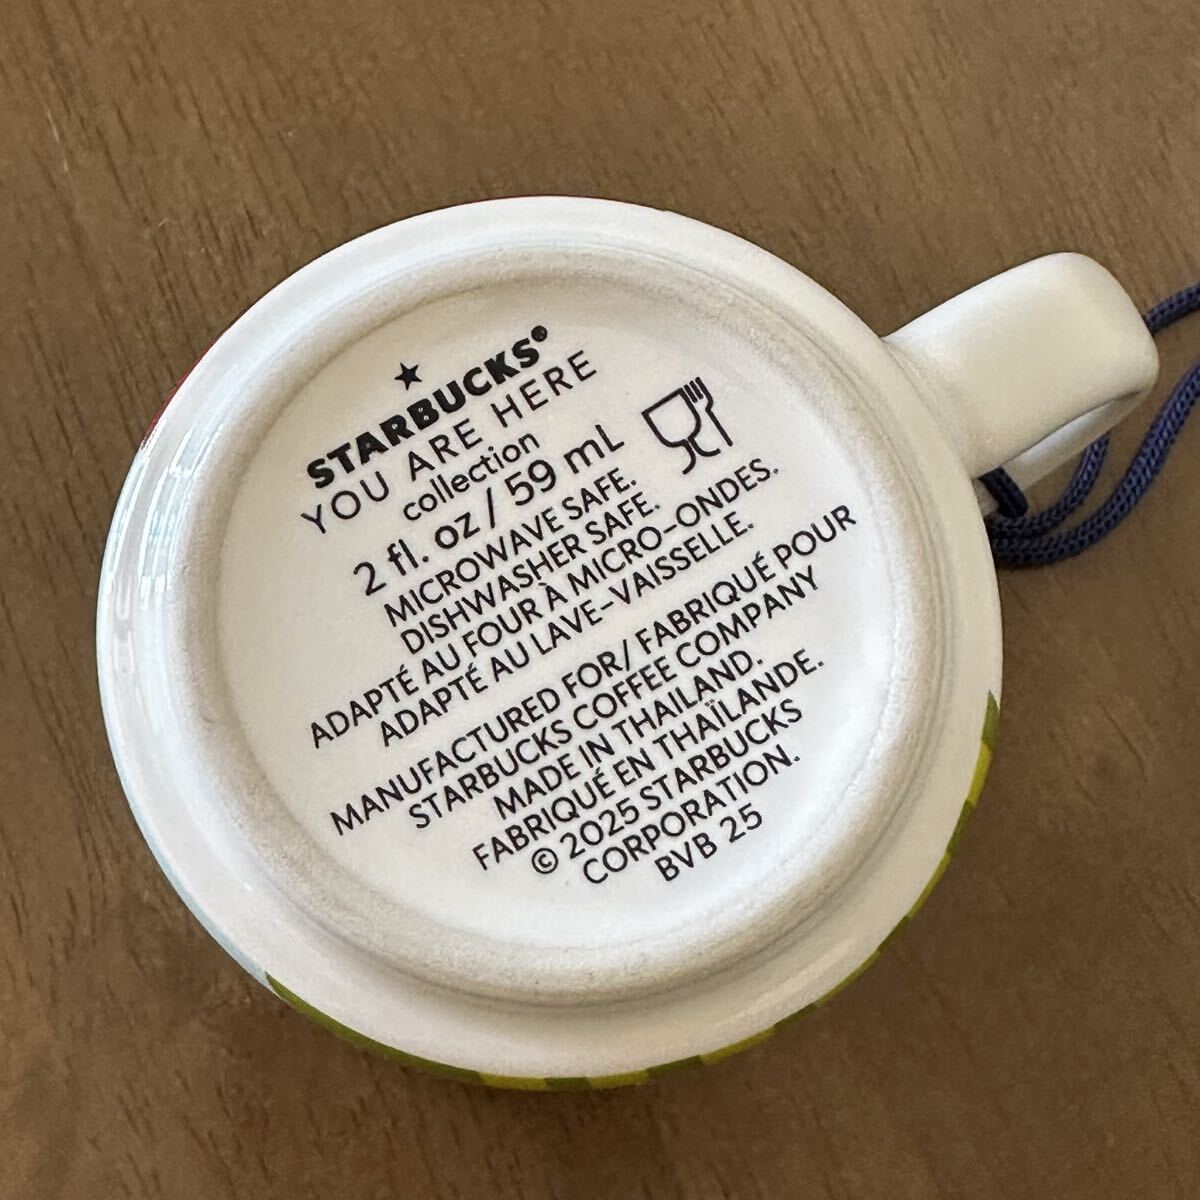 STARBUCKS®
YOU ARE HERE
collection
2 fl. oz / 59 mL
MICROWAVE SAFE.
DISHWASHER SAFE.
ADAPTÉ AU FOUR À MICRO-ONDES.
ADAPTÉ AU LAVE-VAISSELLE.
MANUFACTURED FOR/ FABRIQUÉ POUR
STARBUCKS COFFEE COMPANY
MADE IN THAILAND.
FABRIQUÉ EN THAÏLANDE.
© 2025 STARBUCKS
CORPORATION.
BVB 25